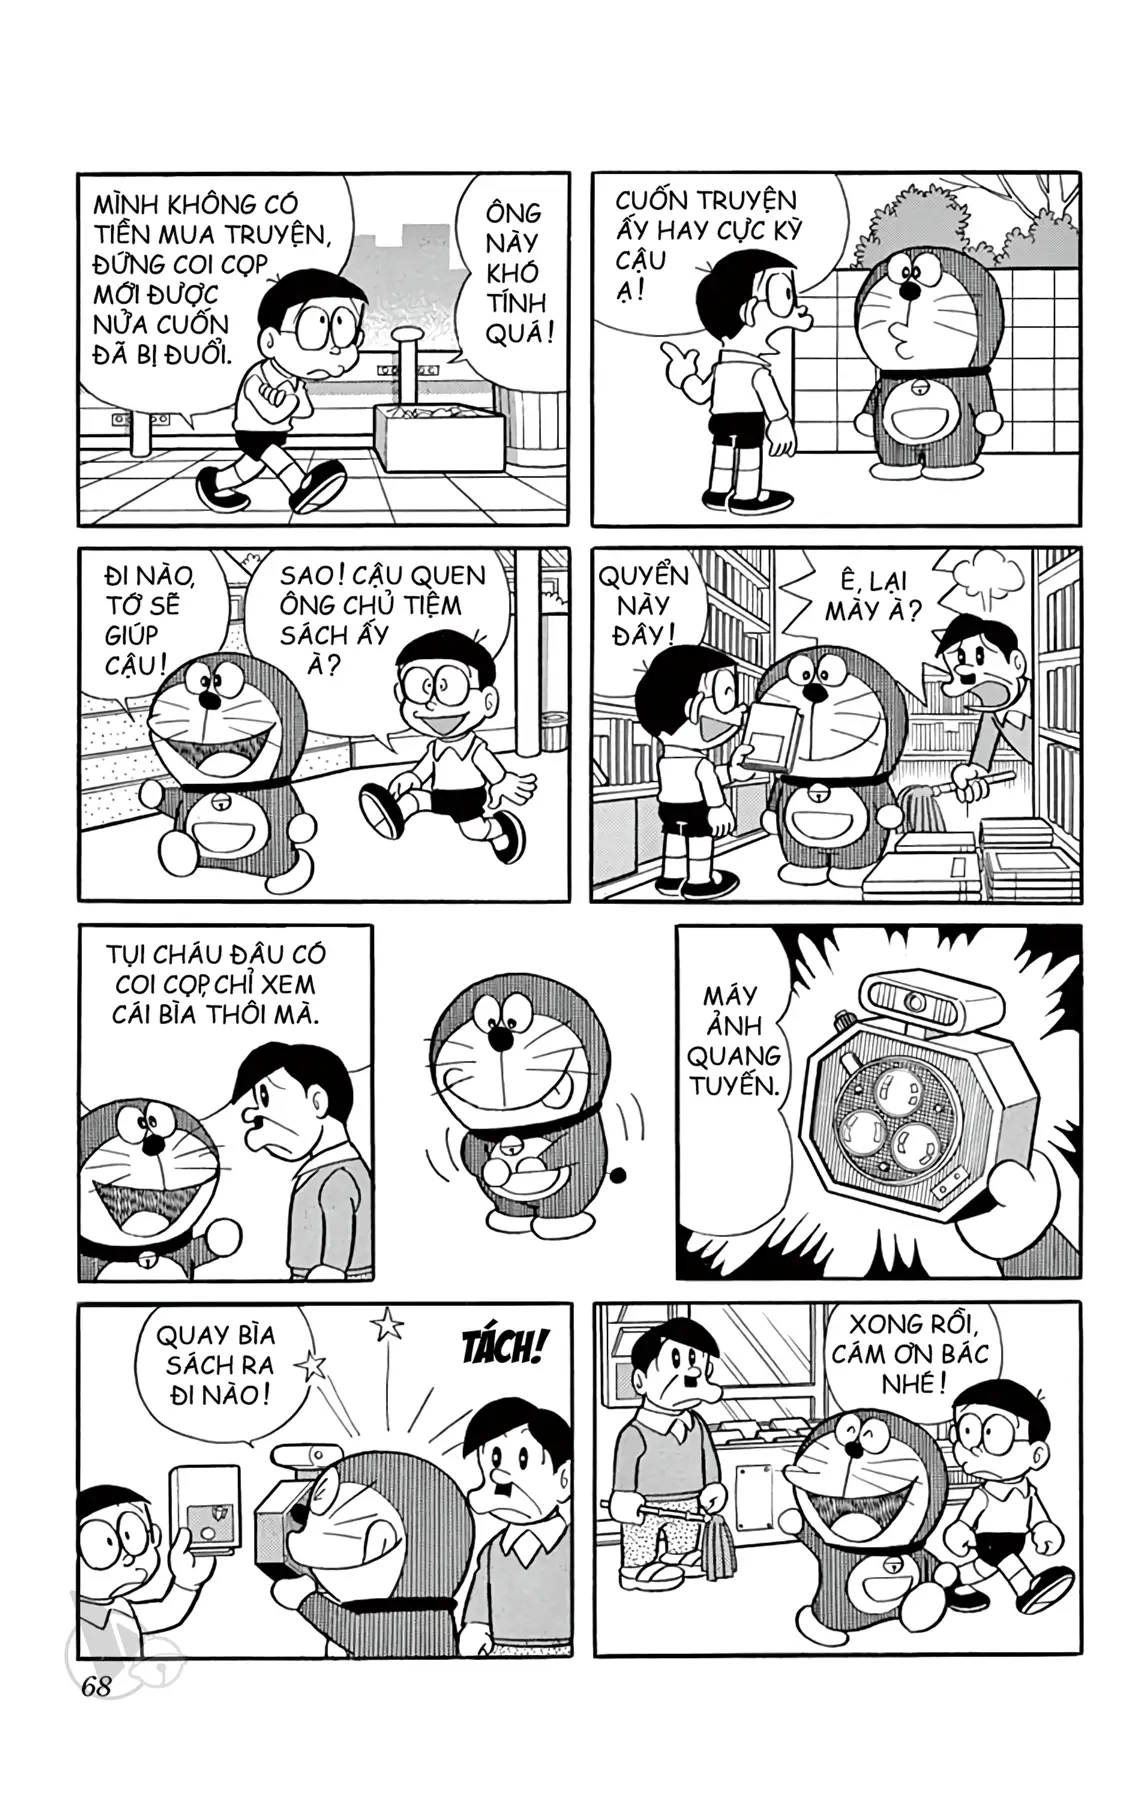 MÌNH KHÔNG CÓ
TIỀN MUA TRUYỆN,
ĐỨNG COI CỌP
MỚI ĐƯỢC
NỬA CUỐN
ĐÃ BỊ ĐUỔI.
ÔNG
NÀY
KHÓ
TÍNH
QUÁ!
CUỐN TRUYỆN
ẤY HAY CỰC KỲ
CẬU
Ạ!
ĐI NÀO,
TỚ SẼ
GIÚP
CẬU!
SAO! CẬU QUEN
ÔNG CHỦ TIỆM
SÁCH ẤY
À?
QUYỂN
NÀY
ĐÂY!
Ê, LẠI
MÀY À?
TỤI CHÁU ĐÂU CÓ
COI CỌP, CHỈ XEM
CÁI BÌA THÔI MÀ.
MÁY
ẢNH
QUANG
TUYẾN.
QUAY BÌA
SÁCH RA
ĐI NÀO!
TÁCH!
XONG RỒI,
CÁM ƠN BÁC
NHÉ!
68